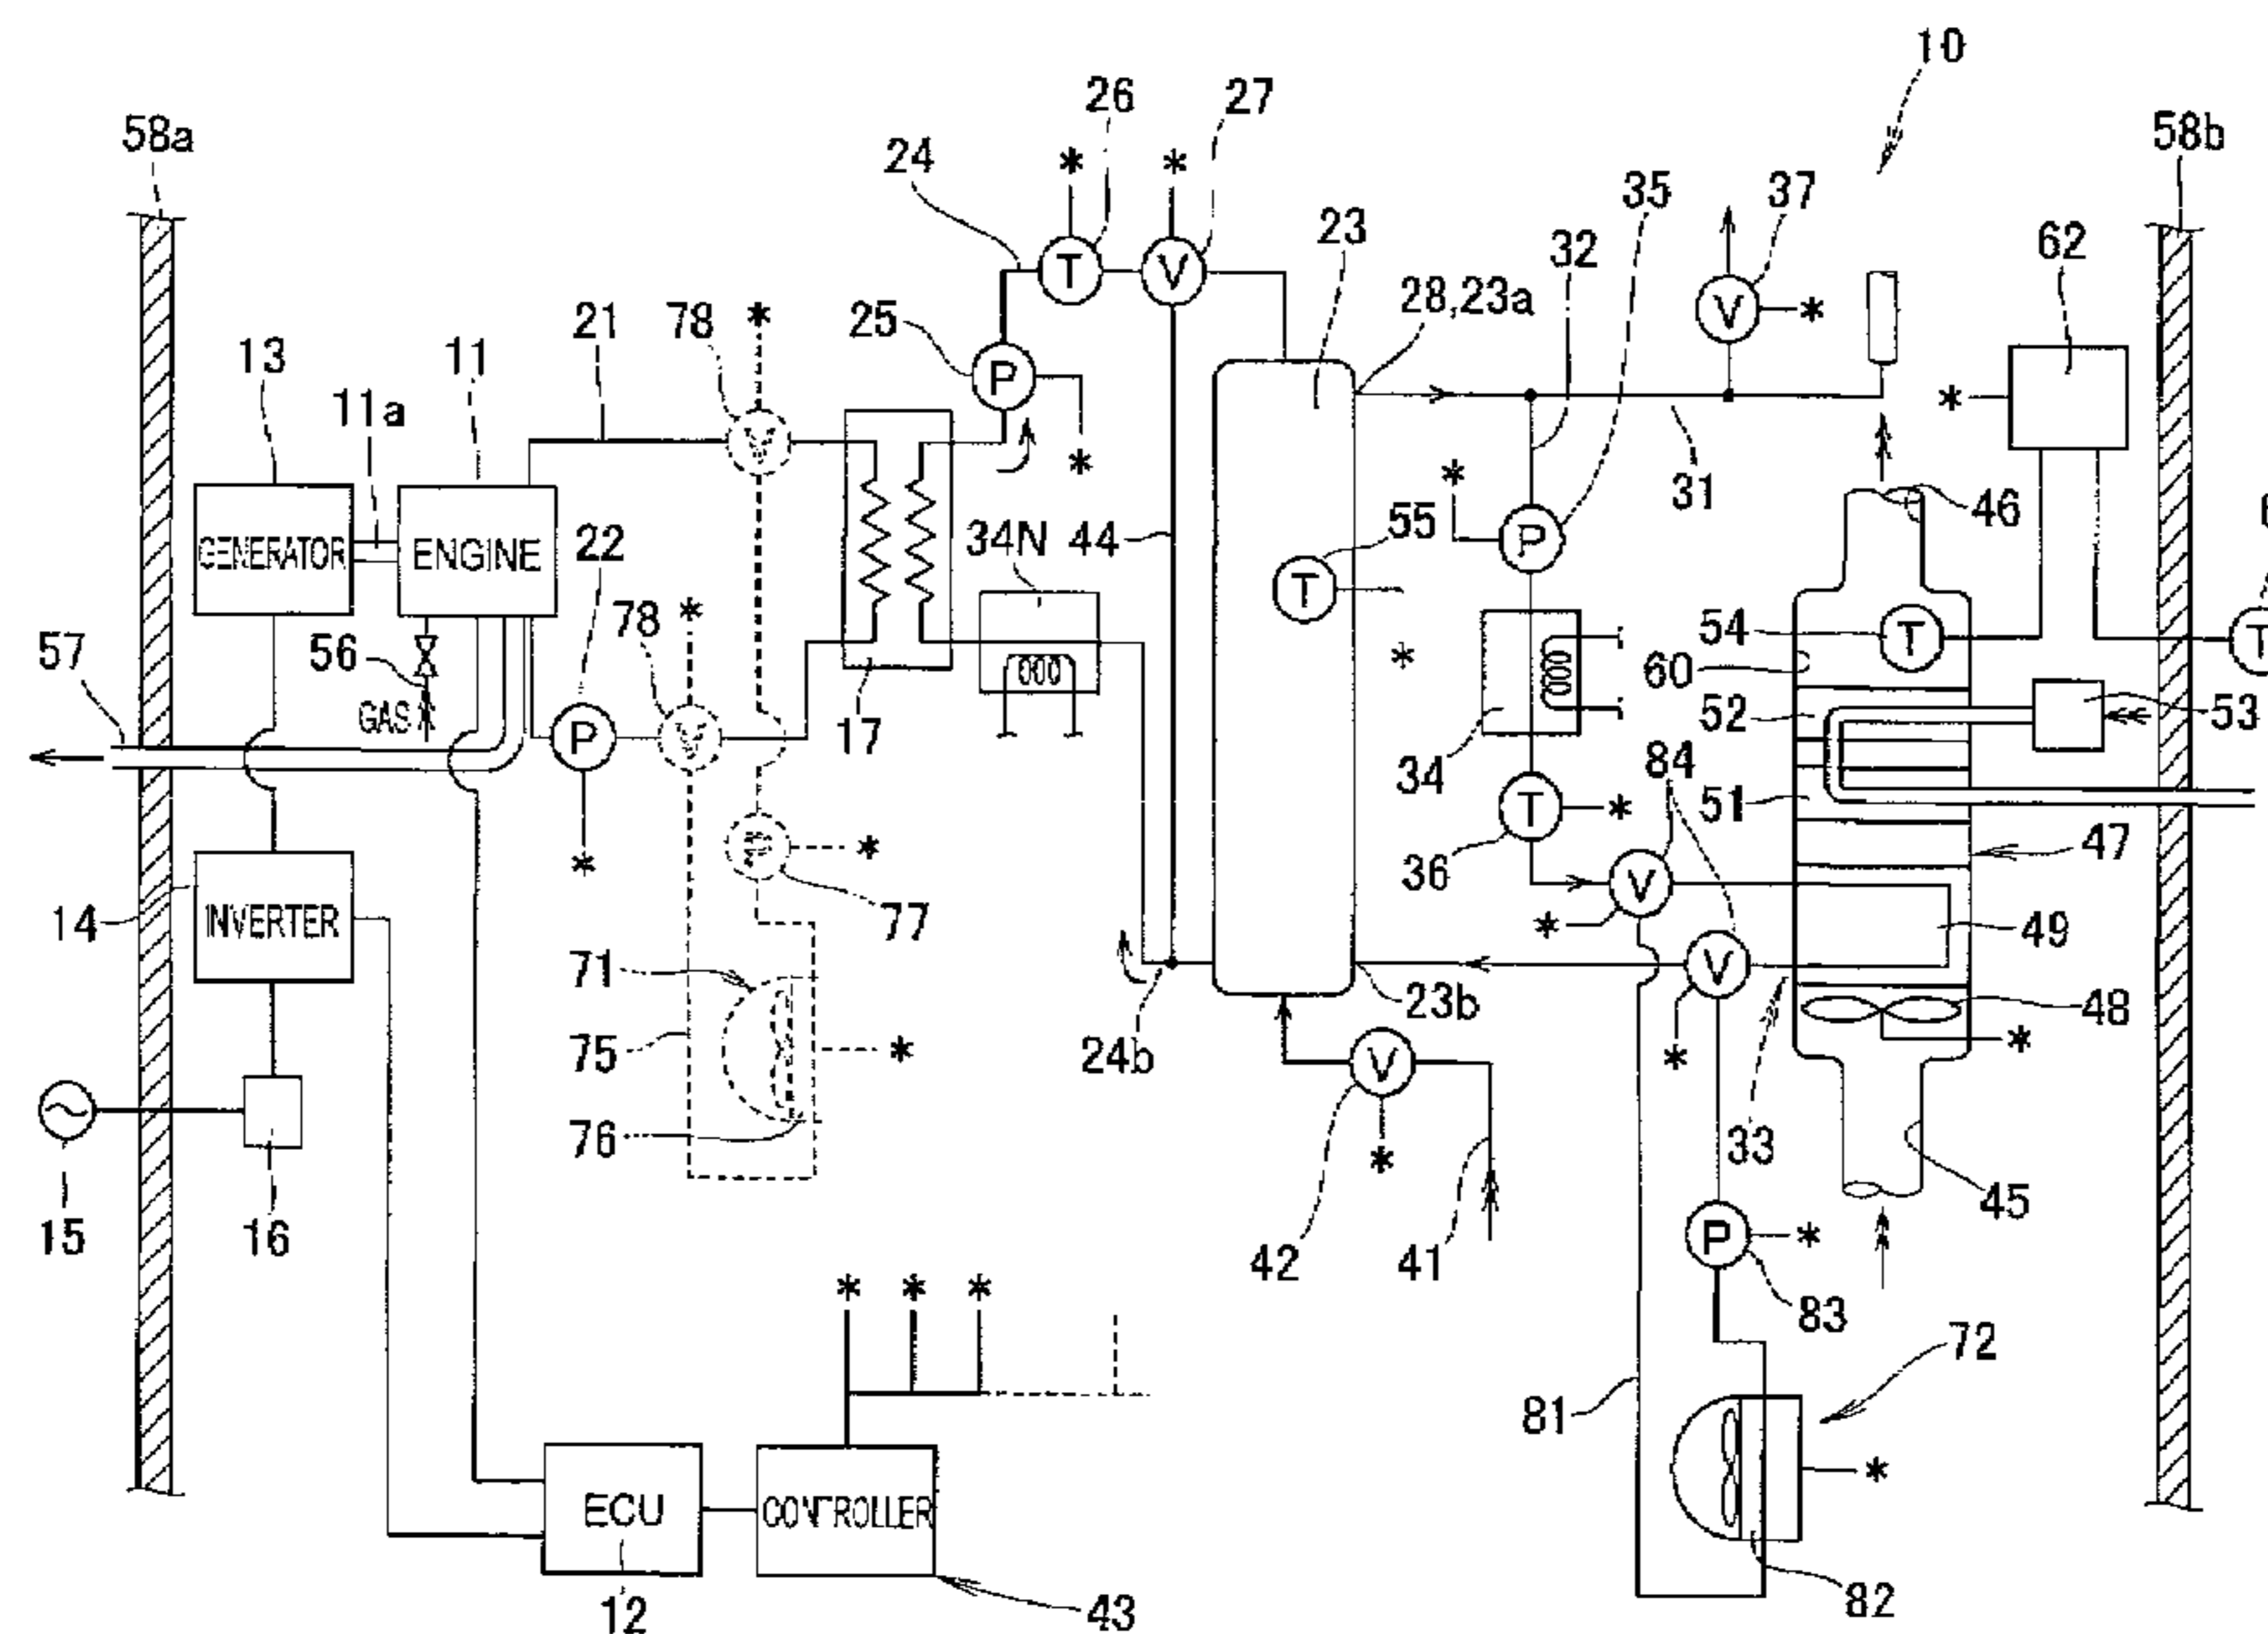 10
26
27
58a
24
58b
35
37
*
*
32
23
62
28,23a
T
V
25
V
*
21
78
*
13
11
P
11a
*
*
V
*
*
31
46
22
34N
44
55
GENERATOR
ENGINE
P
T
78
*
54
T
T
57
56
60
*
52
53
GAS
17
P
V
34
84
51
T
*
36
*
*
47
V
14
INVERTER
77
*
49
71
V
23b
48
75
*
24b
V
*
*
33
76
42
*
45
15
16
41
P
*
83
*
*
*
72
81
*
ECU
CONTROLLER
82
12
43